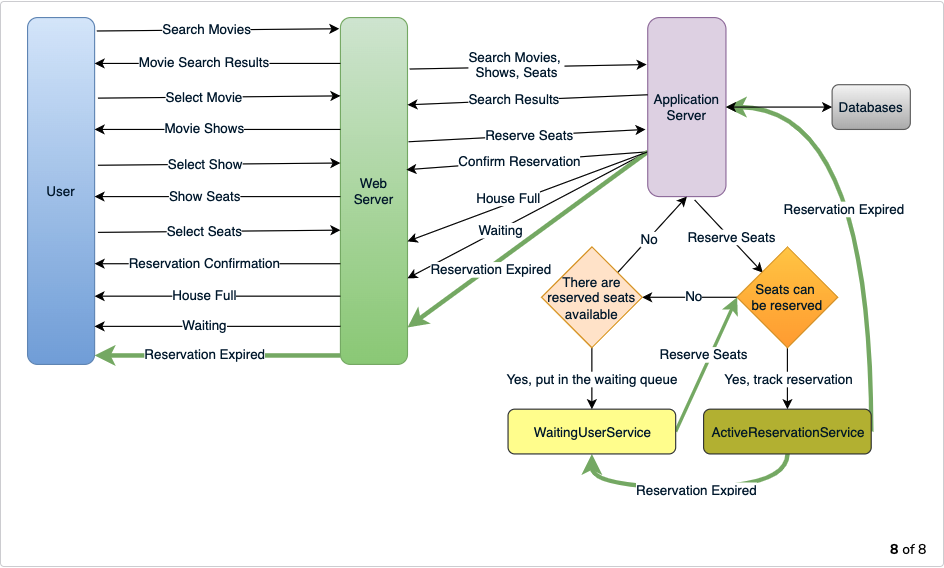 Search Movies
Movie Search Results
Select Movie
Movie Shows
Select Show
Show Seats
Select Seats
Reservation Confirmation
House Full
Waiting
Reservation Expired
User
Web
Server
Search Movies,
Shows, Seats
Search Results
Reserve Seats
Confirm Reservation
House Full
Waiting
Reservation Expired
Application
Server
Databases
Reservation Expired
No
Reserve Seats
There are
reserved seats
available
No
Seats can
be reserved
Reserve Seats
Yes, put in the waiting queue
Yes, track reservation
WaitingUserService
ActiveReservationService
Reservation Expired
8 of 8